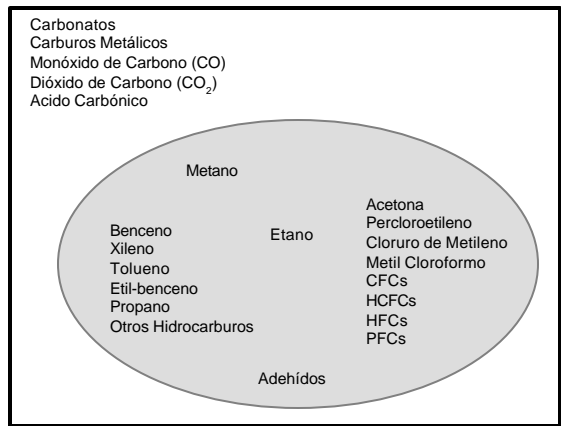 Carbonatos
Carburos Metálicos
Monóxido de Carbono (CO)
Dióxido de Carbono (CO₂)
Acido Carbónico
Metano
Benceno
Xileno
Tolueno
Etil-benceno
Propano
Otros Hidrocarburos
Etano
Acetona
Percloroetileno
Cloruro de Metileno
Metil Cloroformo
CFCs
HCFCs
HFCs
PFCs
Adehídos